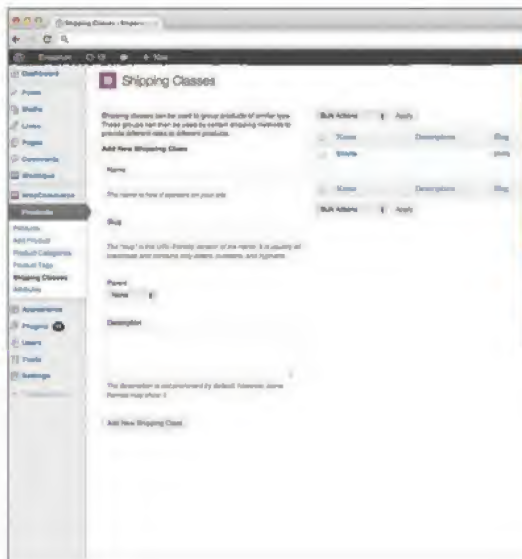 Shipping Classes
Dashboard
Posts
Media
Links
Pages
Comments
WooCommerce
Products
Products
Add Product
Product Categories
Product Tags
Shipping Classes
Attributes
Appearance
Plugins
Users
Tools
Settings
Shipping Classes
Shipping classes can be used to group products of similar type.
These groups can then be used by certain shipping methods to
provide different rates to different products.
Add New Shipping Class
Name
The name is how it appears on your site.
Slug
The "slug" is the URL-friendly version of the name. It is usually all
lowercase and contains only letters, numbers, and hyphens.
Parent
None
Description
The description is not prominent by default; however, some
themes may show it.
Add New Shipping Class
Bulk Actions Apply
Name Description Slug
Name Description Slug
Bulk Actions Apply